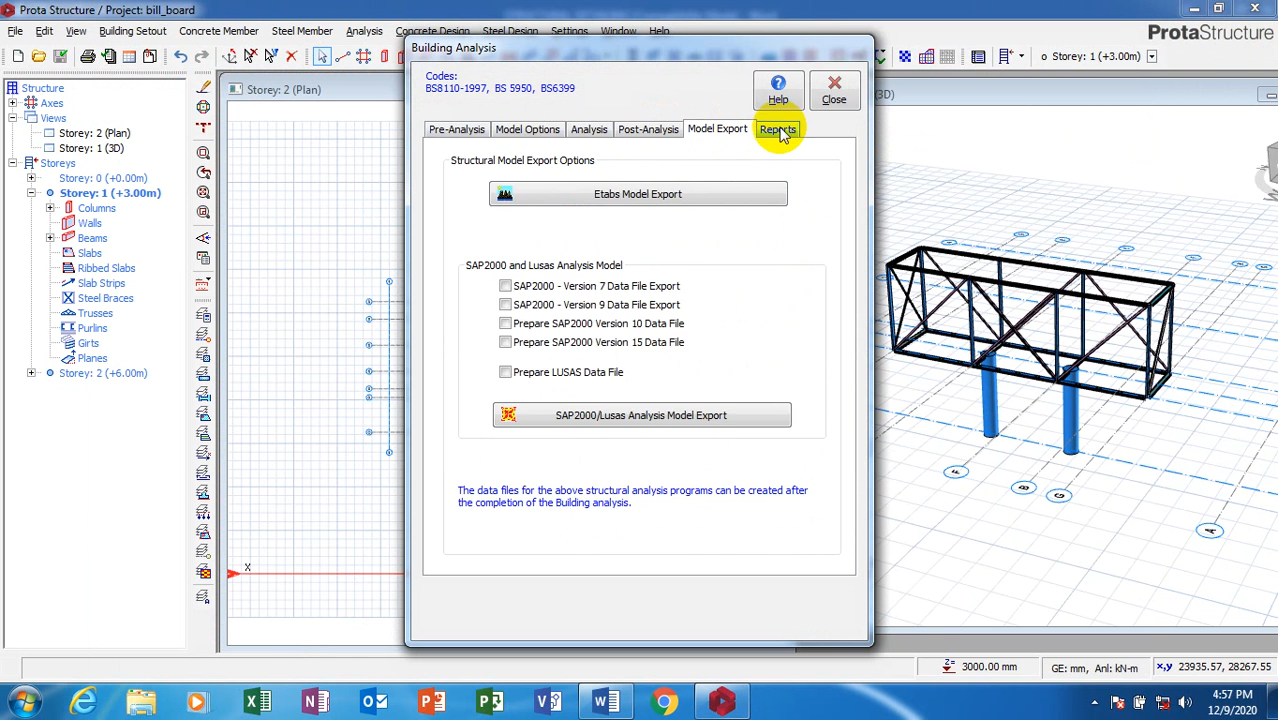 Prota Structure / Project: bill_board
File Edit View Building Setout Concrete Member Steel Member Analysis Concrete Design Steel Design Settings Window Help
ProtaStructure
o Storey: 1 (+3.00m)
Structure
Axes
Views
Storey: 2 (Plan)
Storey: 1 (3D)
Storeys
Storey: 0 (+0.00m)
Storey: 1 (+3.00m)
Columns
Walls
Beams
Slabs
Ribbed Slabs
Slab Strips
Steel Braces
Trusses
Purlins
Girts
Planes
Storey: 2 (+6.00m)
Storey: 2 (Plan)
X
Building Analysis
Codes:
BS8110-1997, BS 5950, BS6399
Help
Close
Pre-Analysis Model Options Analysis Post-Analysis Model Export Reports
Structural Model Export Options
Etabs Model Export
SAP2000 and Lusas Analysis Model
SAP2000 - Version 7 Data File Export
SAP2000 - Version 9 Data File Export
Prepare SAP2000 Version 10 Data File
Prepare SAP2000 Version 15 Data File
Prepare LUSAS Data File
SAP2000/Lusas Analysis Model Export
The data files for the above structural analysis programs can be created after
the completion of the Building analysis.
3D)
F
B
G
A
Z= 3000.00 mm
GE: mm, Anl: kN-m
x,y 23935.57, 28267.55
4:57 PM
12/9/2020